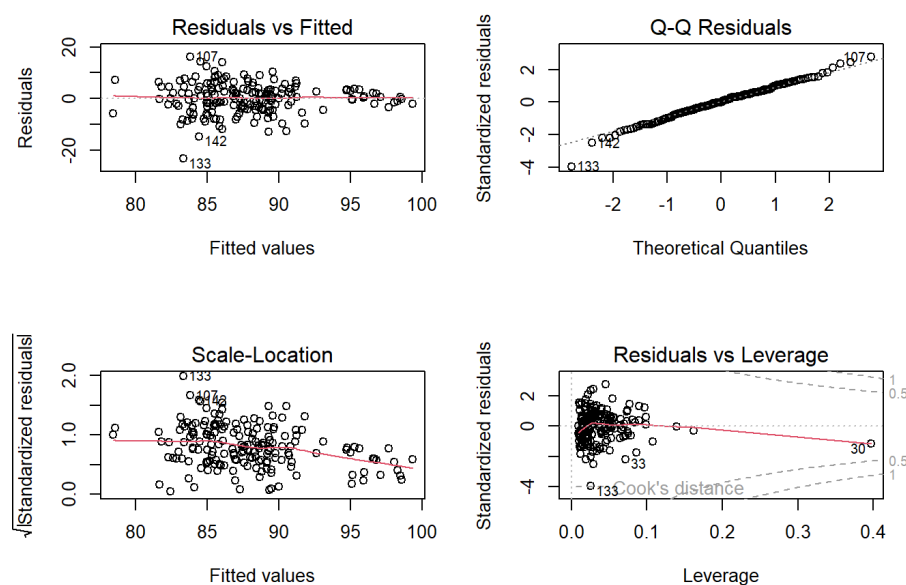 Residuals vs Fitted
Residuals
20
0
-20
107
142
133
80 85 90 95 100
Fitted values
Q-Q Residuals
Standardized residuals
2
0
-2
-4
107
142
133
-2 -1 0 1 2
Theoretical Quantiles
Scale-Location
√|Standardized residuals|
2.0
1.0
0.0
133
107
142
80 85 90 95 100
Fitted values
Residuals vs Leverage
Standardized residuals
2
0
-2
-4
1
0.5
30
33
0.5
1
133
Cook's distance
0.0 0.1 0.2 0.3 0.4
Leverage